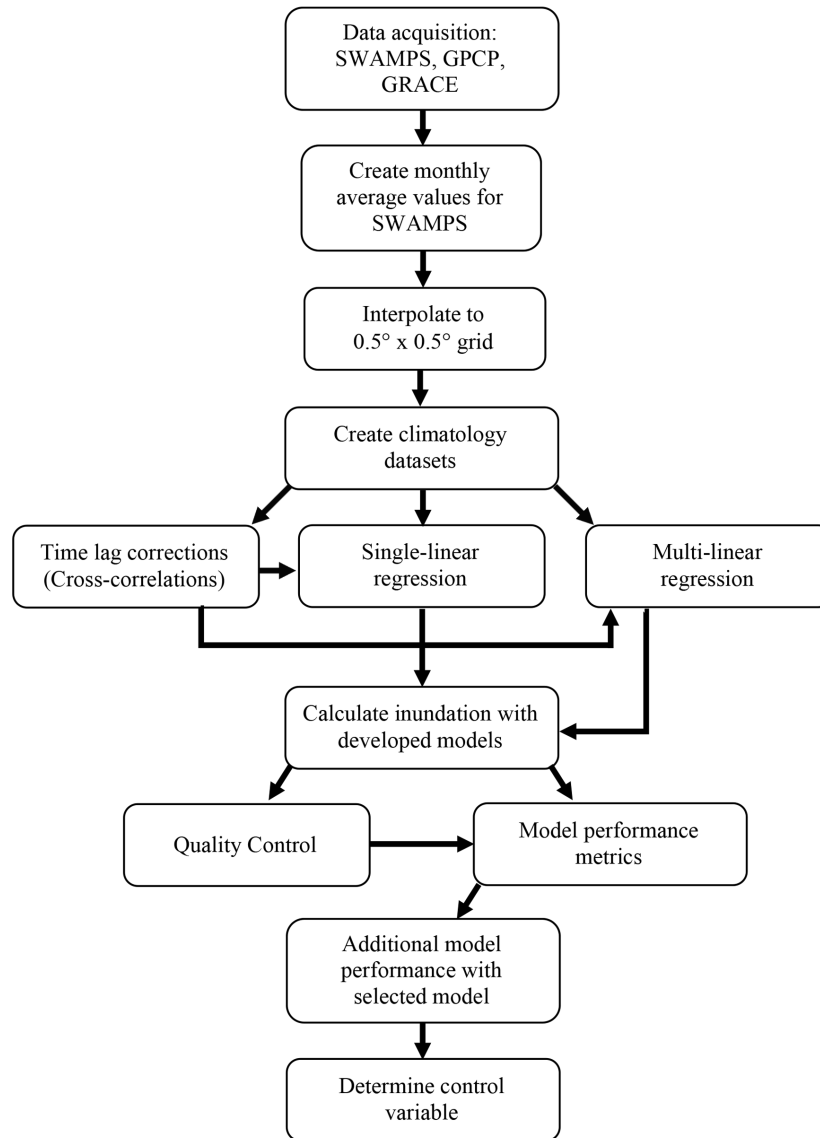 Data acquisition:
SWAMPS, GPCP,
GRACE
Create monthly
average values for
SWAMPS
Interpolate to
0.5° x 0.5° grid
Create climatology
datasets
Time lag corrections
(Cross-correlations)
Single-linear
regression
Multi-linear
regression
Calculate inundation with
developed models
Quality Control
Model performance
metrics
Additional model
performance with
selected model
Determine control
variable